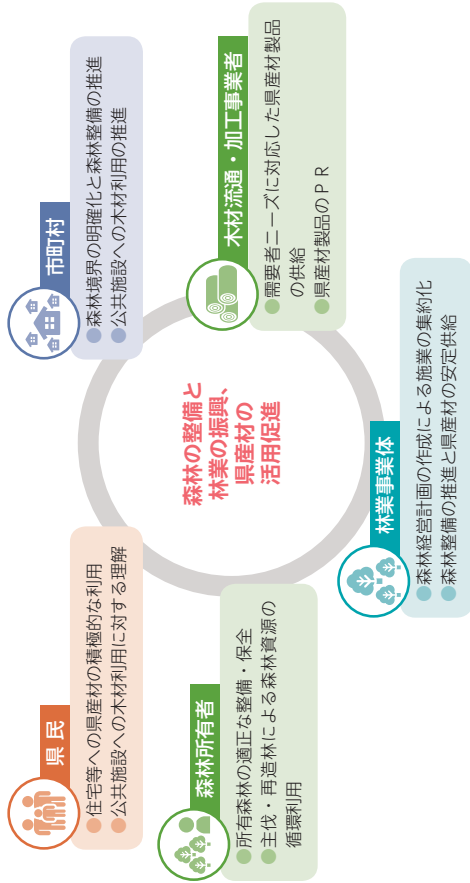 県 民
住宅等への県産材の積極的な利用
公共施設への木材利用に対する理解
市町村
森林境界の明確化と森林整備の推進
公共施設への木材利用の推進
森林の整備と
林業の振興、
県産材の
活用促進
森林所有者
所有森林の適正な整備・保全
主伐・再造林による森林資源の
循環利用
木材流通・加工事業者
需要者ニーズに対応した県産材製品
の供給
県産材製品のＰＲ
林業事業体
森林経営計画の作成による施業の集約化
森林整備の推進と県産材の安定供給